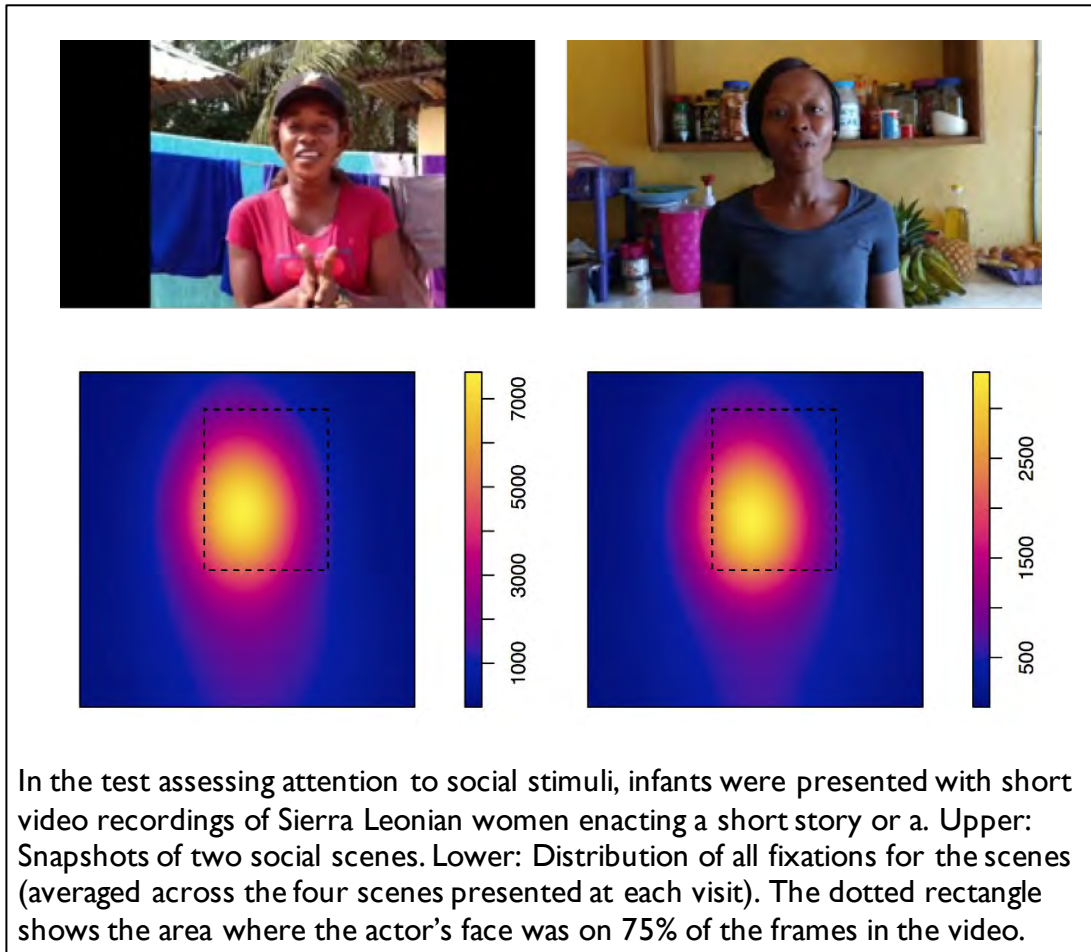 7000
5000
3000
1000
2500
1500
500
In the test assessing attention to social stimuli, infants were presented with short
video recordings of Sierra Leonian women enacting a short story or a. Upper:
Snapshots of two social scenes. Lower: Distribution of all fixations for the scenes
(averaged across the four scenes presented at each visit). The dotted rectangle
shows the area where the actor's face was on 75% of the frames in the video.